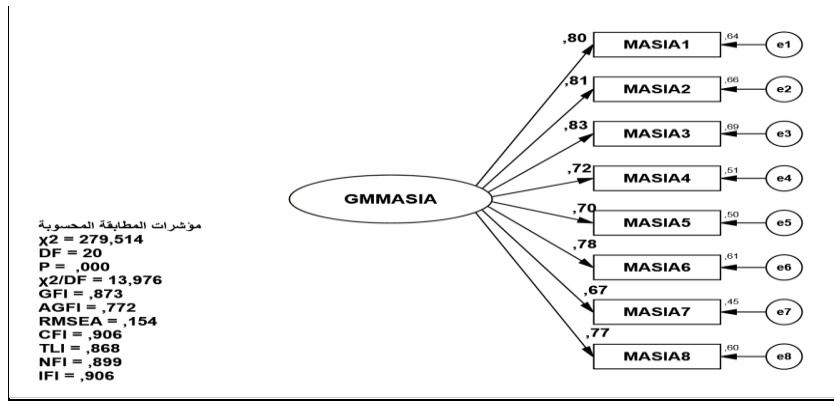 ,80
MASIA1
,64
e1
,81
MASIA2
,66
e2
,83
MASIA3
,69
e3
,72
MASIA4
,51
e4
GMMASIA
,70
MASIA5
,50
e5
,78
MASIA6
,61
e6
,67
MASIA7
,45
e7
,77
MASIA8
,60
e8
مؤشرات المطابقة المحسوبة
χ2 = 279,514
DF = 20
P = ,000
χ2/DF = 13,976
GFI = ,873
AGFI = ,772
RMSEA = ,154
CFI = ,906
TLI = ,868
NFI = ,899
IFI = ,906